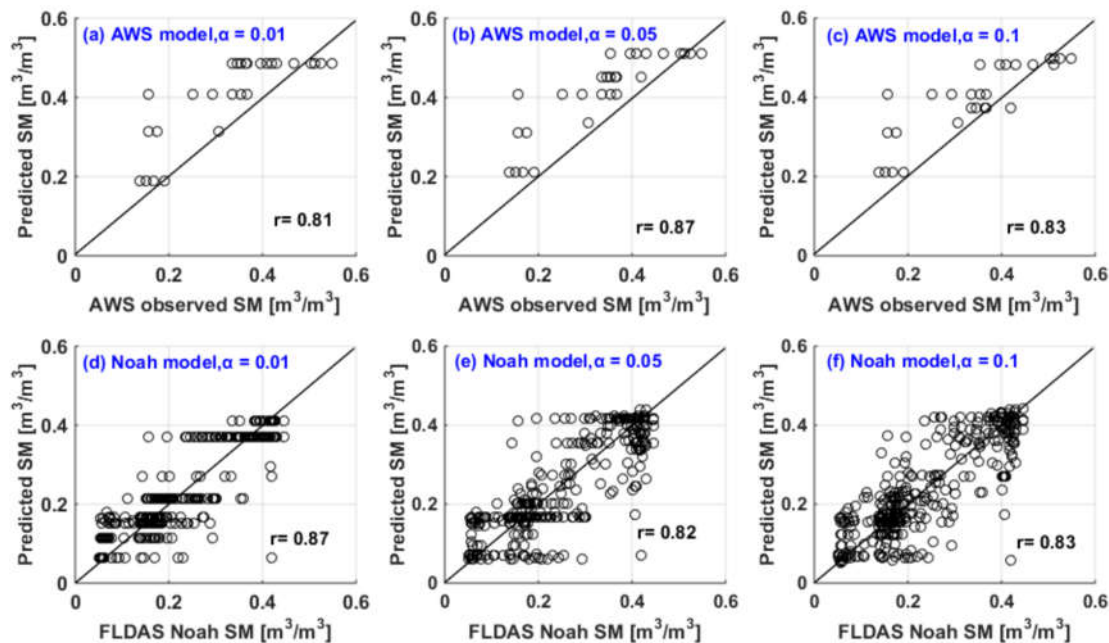 (a) AWS model,α = 0.01
Predicted SM [m³/m³]
0.6
0.4
0.2
0
0 0.2 0.4 0.6
r= 0.81
AWS observed SM [m³/m³]
(b) AWS model,α = 0.05
Predicted SM [m³/m³]
0.6
0.4
0.2
0
0 0.2 0.4 0.6
r= 0.87
AWS observed SM [m³/m³]
(c) AWS model,α = 0.1
Predicted SM [m³/m³]
0.6
0.4
0.2
0
0 0.2 0.4 0.6
r= 0.83
AWS observed SM [m³/m³]
(d) Noah model,α = 0.01
Predicted SM [m³/m³]
0.6
0.4
0.2
0
0 0.2 0.4 0.6
r= 0.87
FLDAS Noah SM [m³/m³]
(e) Noah model,α = 0.05
Predicted SM [m³/m³]
0.6
0.4
0.2
0
0 0.2 0.4 0.6
r= 0.82
FLDAS Noah SM [m³/m³]
(f) Noah model,α = 0.1
Predicted SM [m³/m³]
0.6
0.4
0.2
0
0 0.2 0.4 0.6
r= 0.83
FLDAS Noah SM [m³/m³]